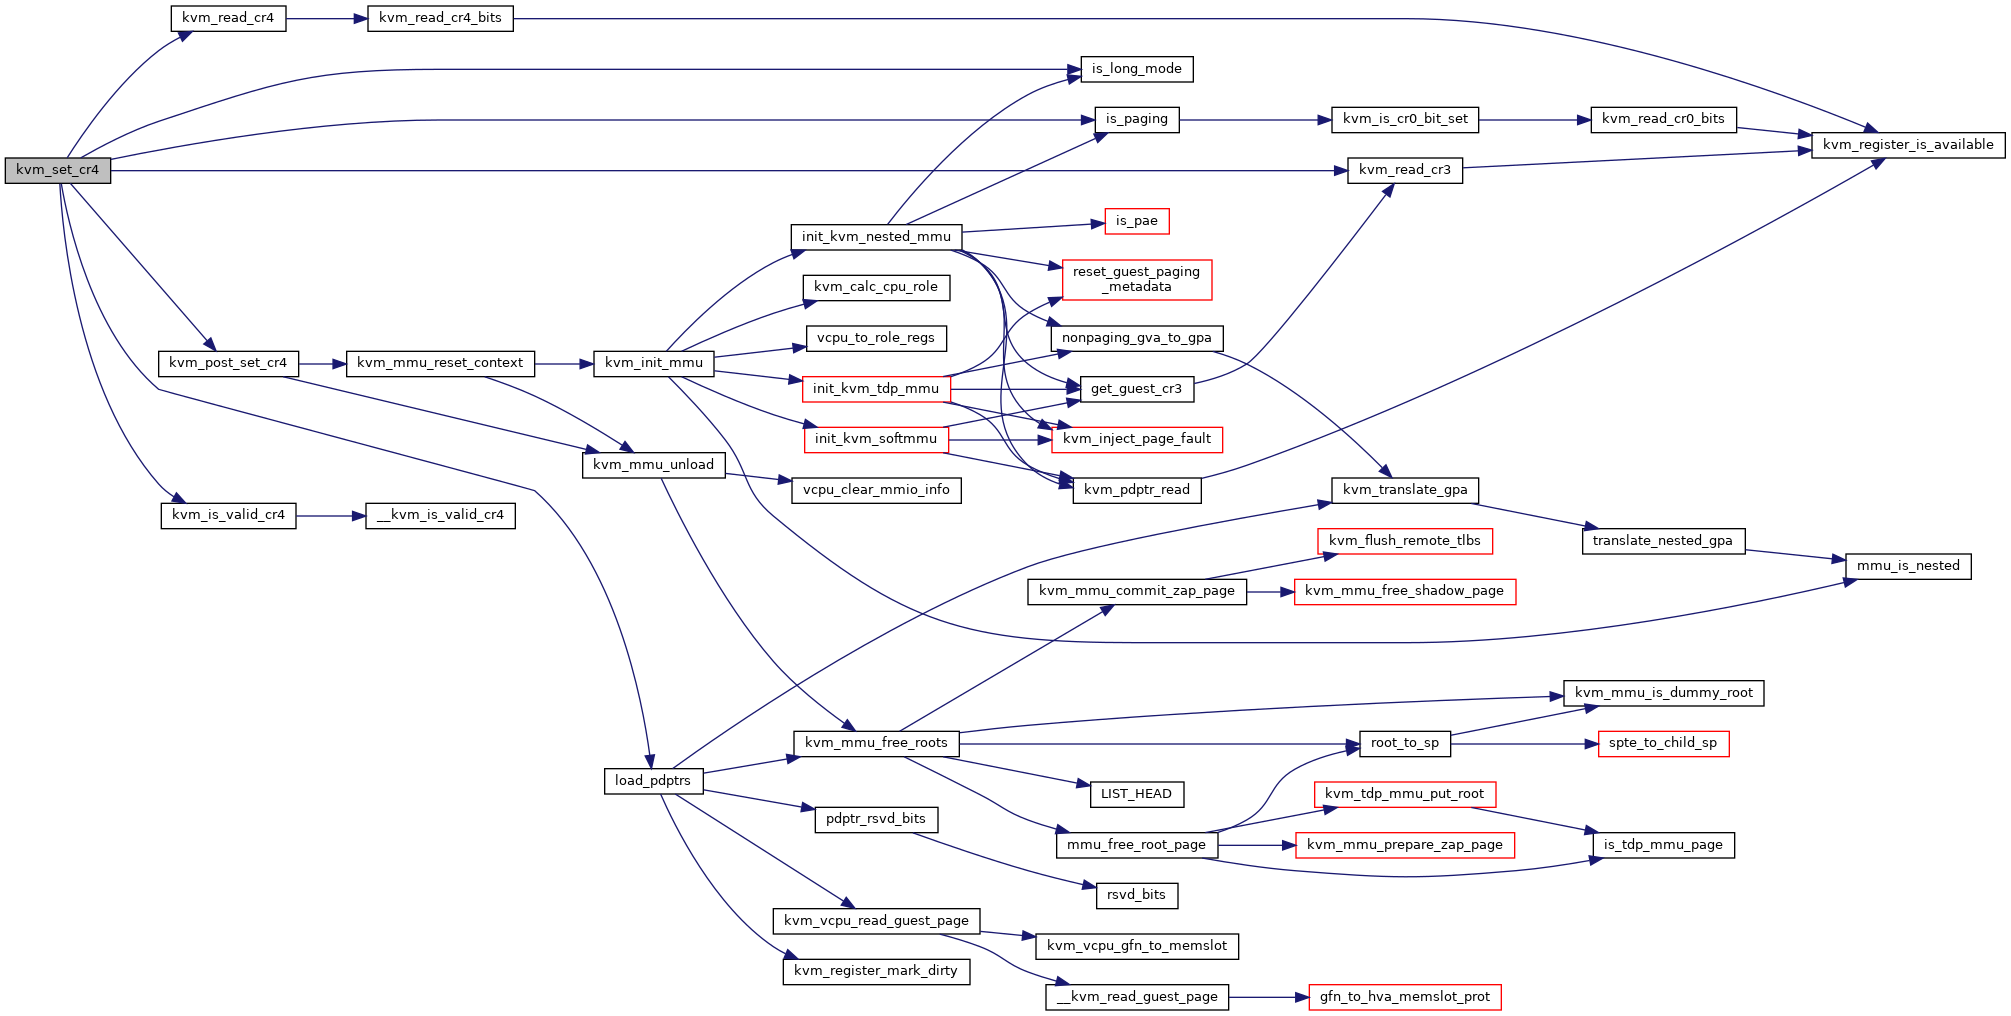 kvm_read_cr4
kvm_read_cr4_bits
is_long_mode
is_paging
kvm_is_cr0_bit_set
kvm_read_cr0_bits
kvm_register_is_available
kvm_set_cr4
kvm_read_cr3
is_pae
init_kvm_nested_mmu
reset_guest_paging
_metadata
kvm_calc_cpu_role
vcpu_to_role_regs
nonpaging_gva_to_gpa
kvm_post_set_cr4
kvm_mmu_reset_context
kvm_init_mmu
init_kvm_tdp_mmu
get_guest_cr3
init_kvm_softmmu
kvm_inject_page_fault
kvm_mmu_unload
vcpu_clear_mmio_info
kvm_pdptr_read
kvm_translate_gpa
kvm_is_valid_cr4
__kvm_is_valid_cr4
kvm_flush_remote_tlbs
translate_nested_gpa
mmu_is_nested
kvm_mmu_commit_zap_page
kvm_mmu_free_shadow_page
kvm_mmu_is_dummy_root
kvm_mmu_free_roots
root_to_sp
spte_to_child_sp
load_pdptrs
LIST_HEAD
kvm_tdp_mmu_put_root
pdptr_rsvd_bits
mmu_free_root_page
kvm_mmu_prepare_zap_page
is_tdp_mmu_page
rsvd_bits
kvm_vcpu_read_guest_page
kvm_vcpu_gfn_to_memslot
kvm_register_mark_dirty
__kvm_read_guest_page
gfn_to_hva_memslot_prot